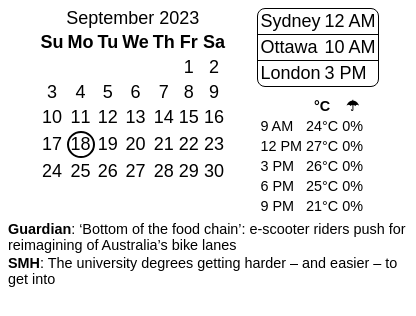 September 2023
Su Mo Tu We Th Fr Sa
1 2
3 4 5 6 7 8 9
10 11 12 13 14 15 16
17 18 19 20 21 22 23
24 25 26 27 28 29 30
Sydney 12 AM
Ottawa 10 AM
London 3 PM
°C ☂
9 AM 24°C 0%
12 PM 27°C 0%
3 PM 26°C 0%
6 PM 25°C 0%
9 PM 21°C 0%
Guardian: ‘Bottom of the food chain’: e-scooter riders push for
reimagining of Australia’s bike lanes
SMH: The university degrees getting harder – and easier – to
get into